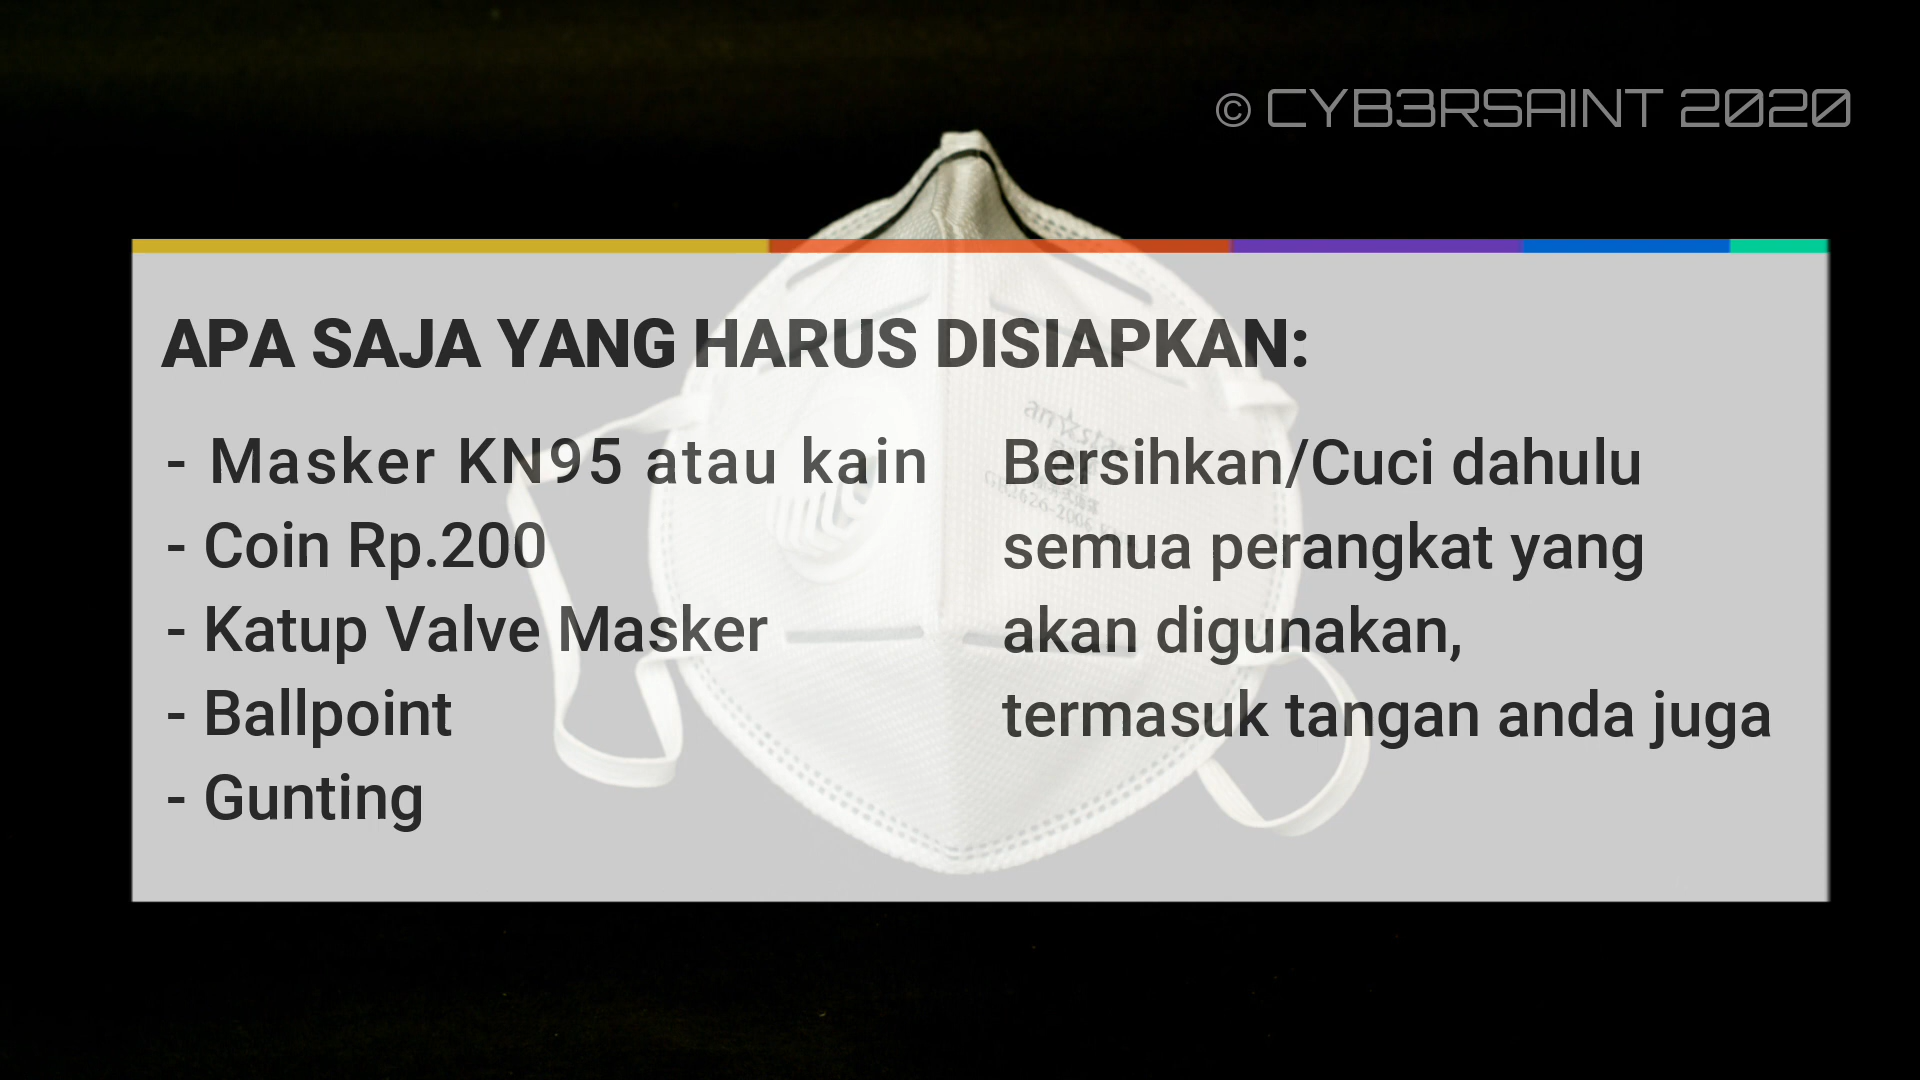 © CYB3RSAINT 2020
APA SAJA YANG HARUS DISIAPKAN:
- Masker KN95 atau kain
- Coin Rp.200
- Katup Valve Masker
- Ballpoint
- Gunting
Bersihkan/Cuci dahulu
semua perangkat yang
akan digunakan,
termasuk tangan anda juga